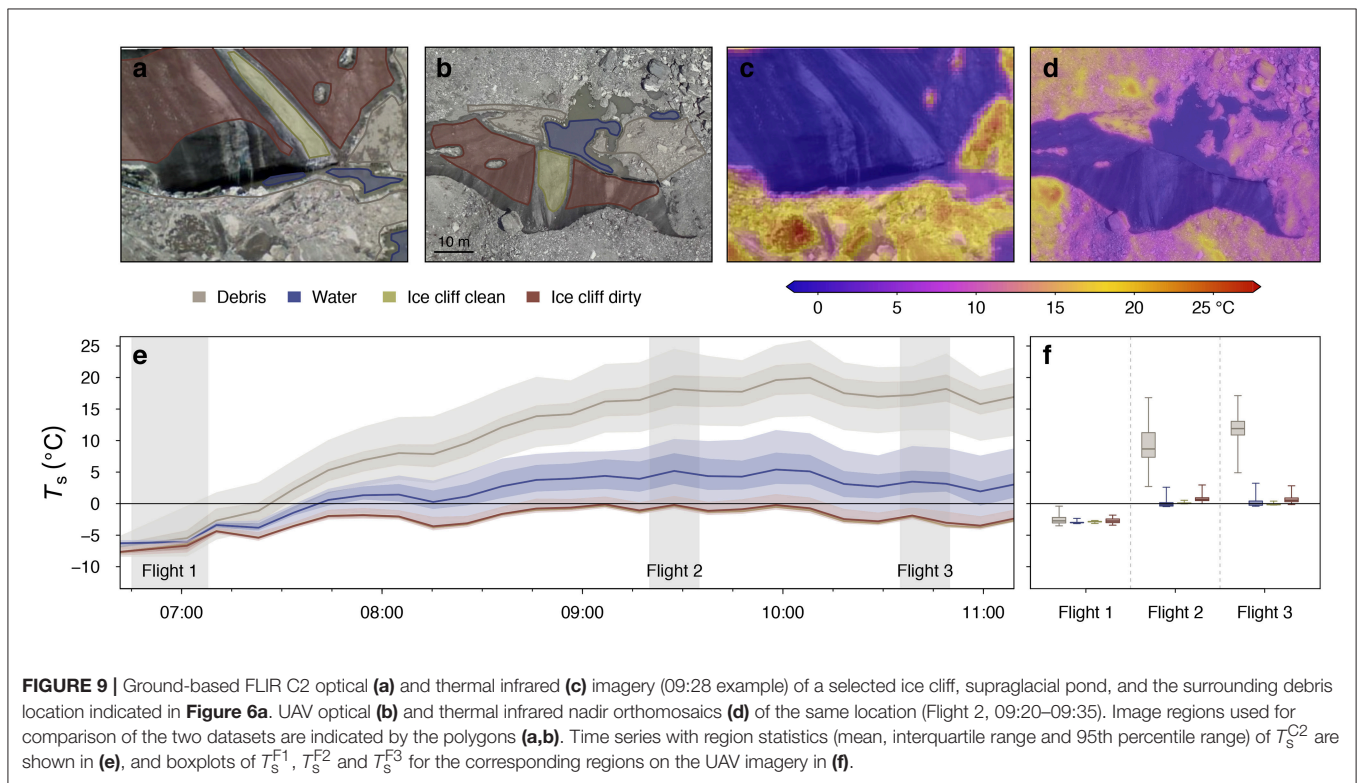 a
b
c
d
10 m
Debris Water Ice cliff clean Ice cliff dirty
0 5 10 15 20 25 °C
e
f
25
20
15
10
5
0
−5
−10
Ts (°C)
Flight 1 Flight 2 Flight 3
07:00 08:00 09:00 10:00 11:00
Flight 1 Flight 2 Flight 3
FIGURE 9 | Ground-based FLIR C2 optical (a) and thermal infrared (c) imagery (09:28 example) of a selected ice cliff, supraglacial pond, and the surrounding debris
location indicated in Figure 6a. UAV optical (b) and thermal infrared nadir orthomosaics (d) of the same location (Flight 2, 09:20–09:35). Image regions used for
comparison of the two datasets are indicated by the polygons (a,b). Time series with region statistics (mean, interquartile range and 95th percentile range) of TsC2 are
shown in (e), and boxplots of TsF1, TsF2 and TsF3 for the corresponding regions on the UAV imagery in (f).